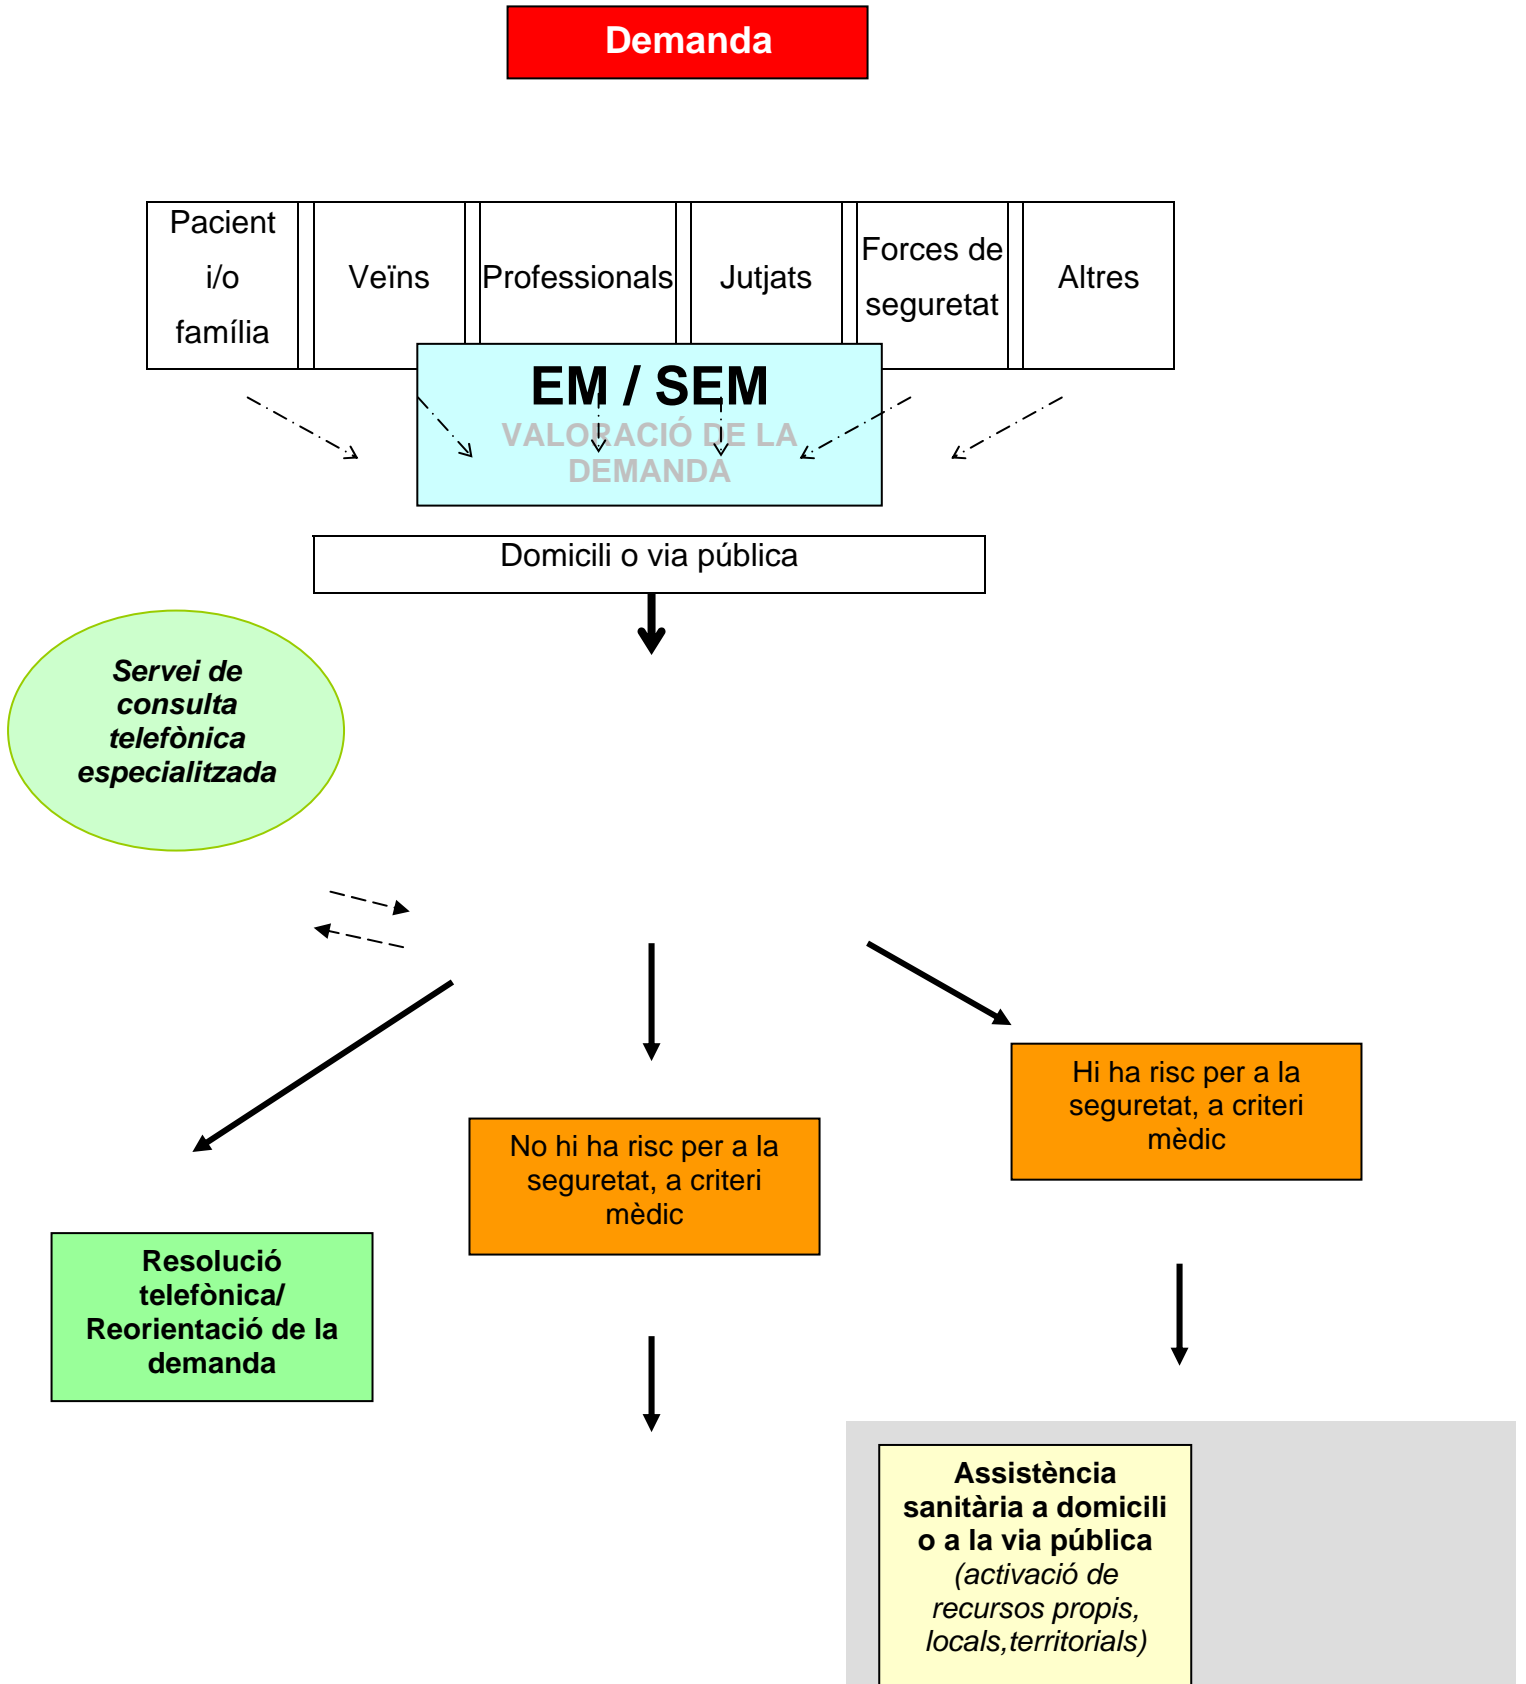 Demanda
Pacient
i/o
família
Veïns
Professionals
Jutjats
Forces de
seguretat
Altres
EM / SEM
VALORACIÓ DE LA
DEMANDA
Domicili o via pública
Servei de
consulta
telefònica
especialitzada
Hi ha risc per a la
seguretat, a criteri
mèdic
No hi ha risc per a la
seguretat, a criteri
mèdic
Resolució
telefònica/
Reorientació de la
demanda
Assistència
sanitària a domicili
o a la via pública
(activació de
recursos propis,
locals,territorials)